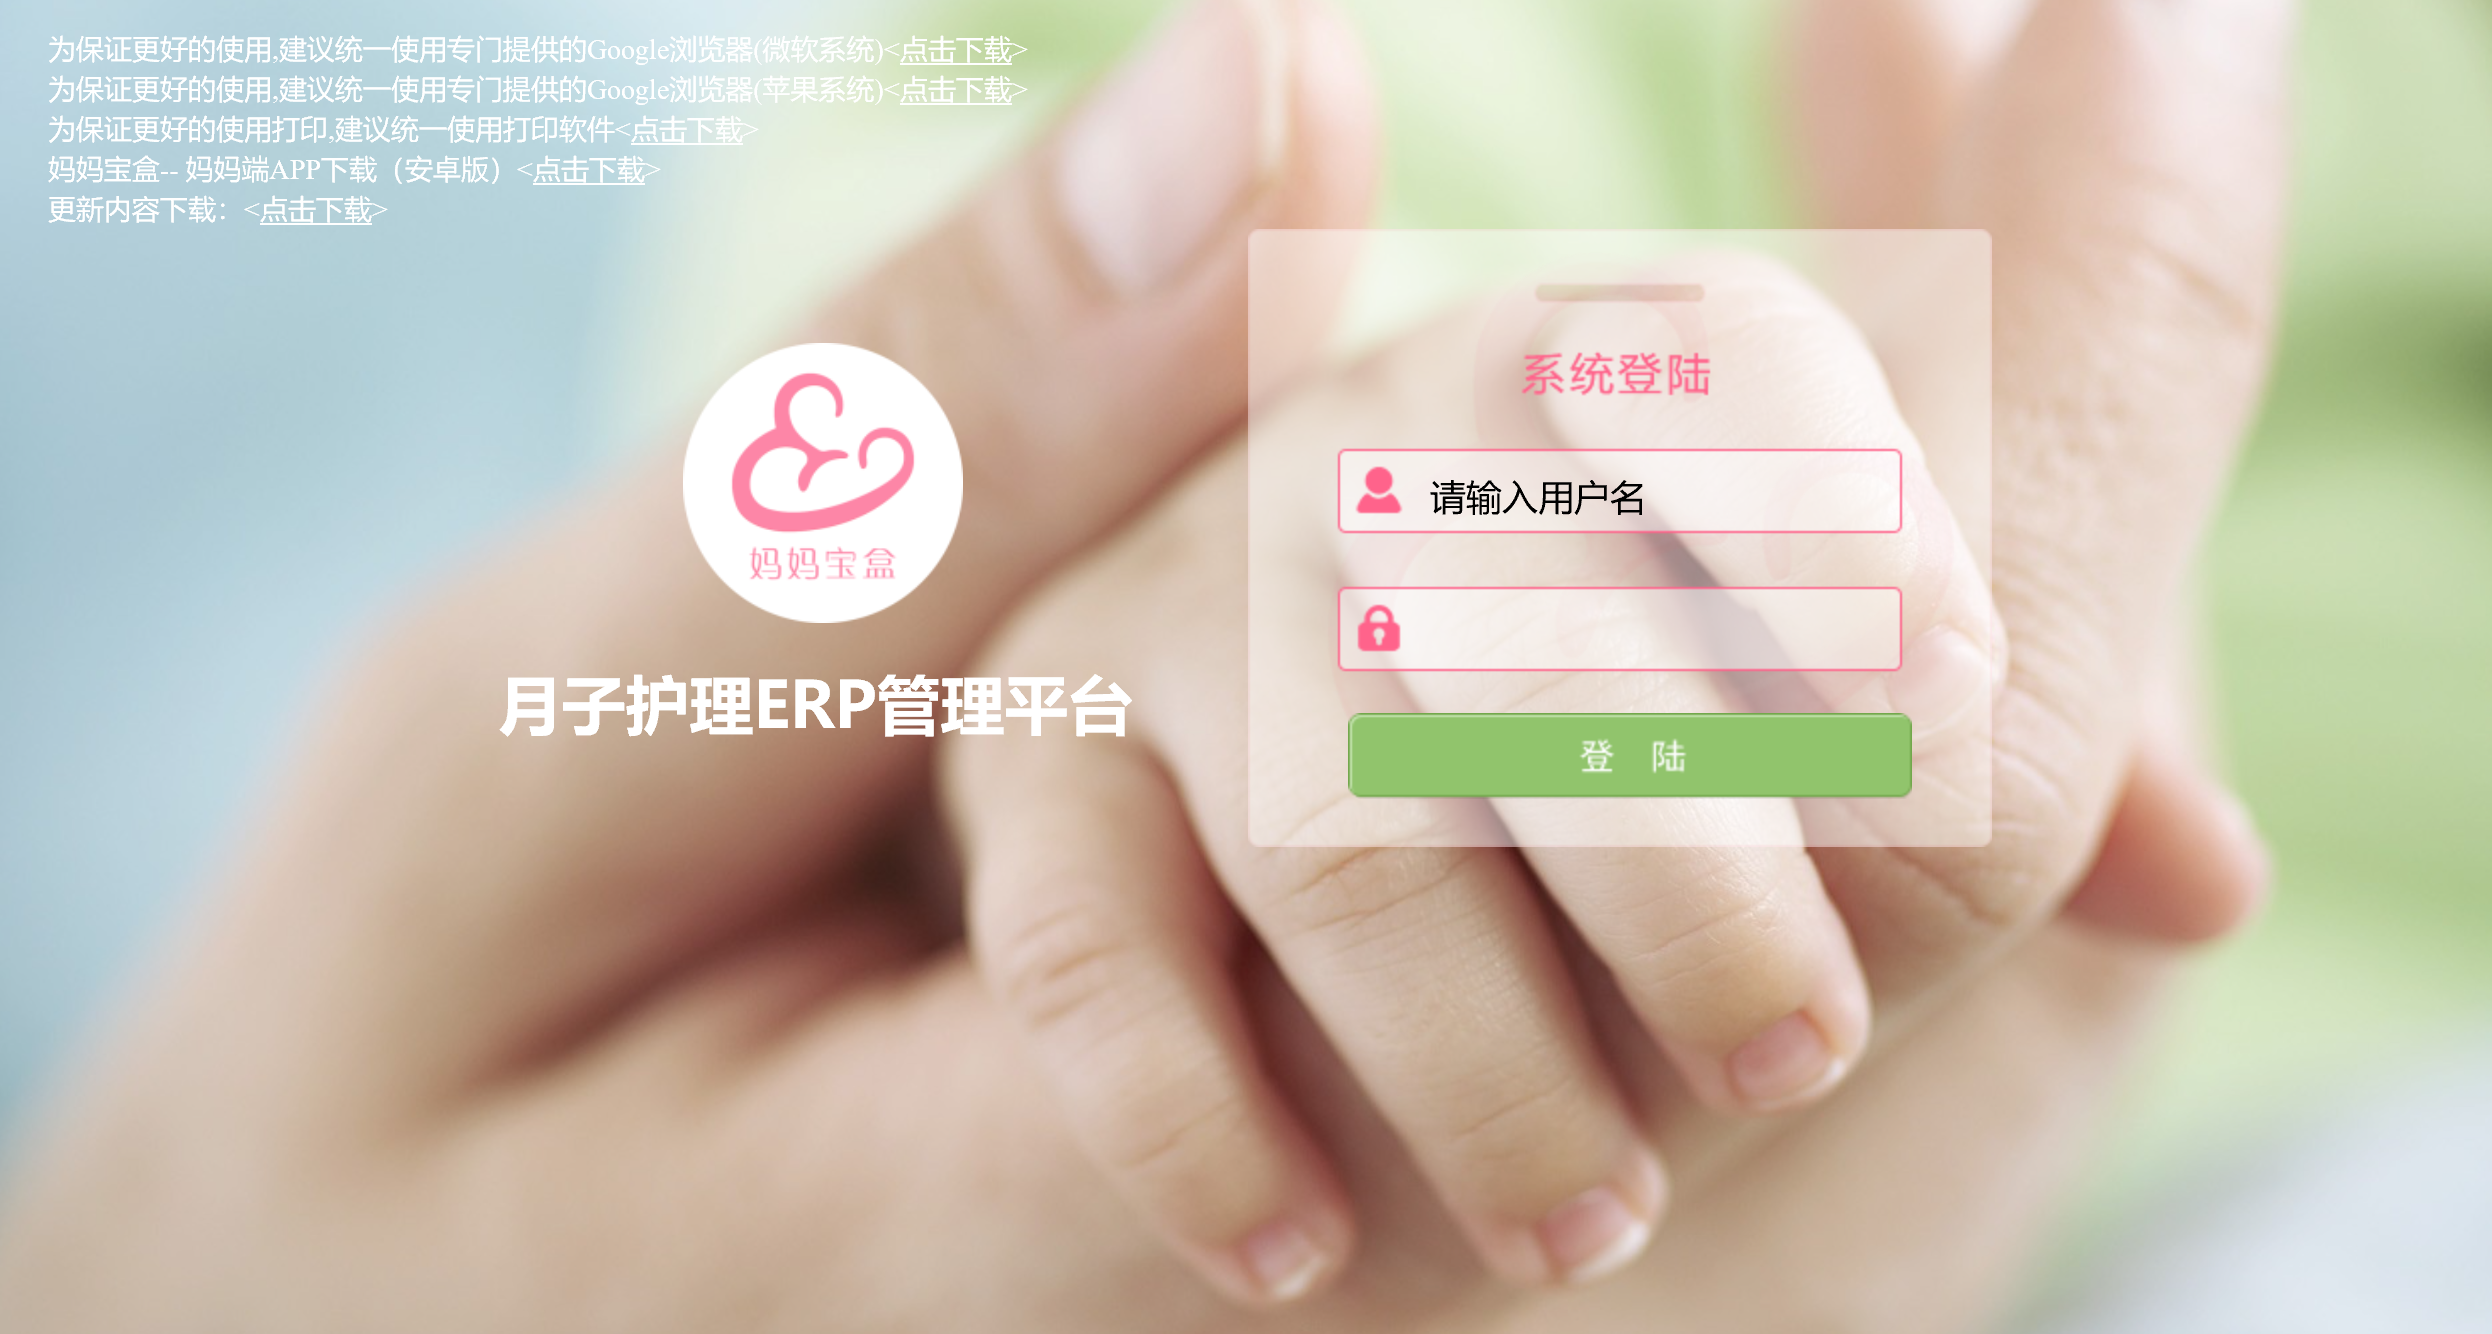 为保证更好的使用,建议统一使用专门提供的Google浏览器(微软系统)<点击下载>
为保证更好的使用,建议统一使用专门提供的Google浏览器(苹果系统)<点击下载>
为保证更好的使用打印,建议统一使用打印软件<点击下载>
妈妈宝盒-- 妈妈端APP下载（安卓版）<点击下载>
更新内容下载：<点击下载>
妈妈宝盒
月子护理ERP管理平台
系统登陆
请输入用户名
登 陆